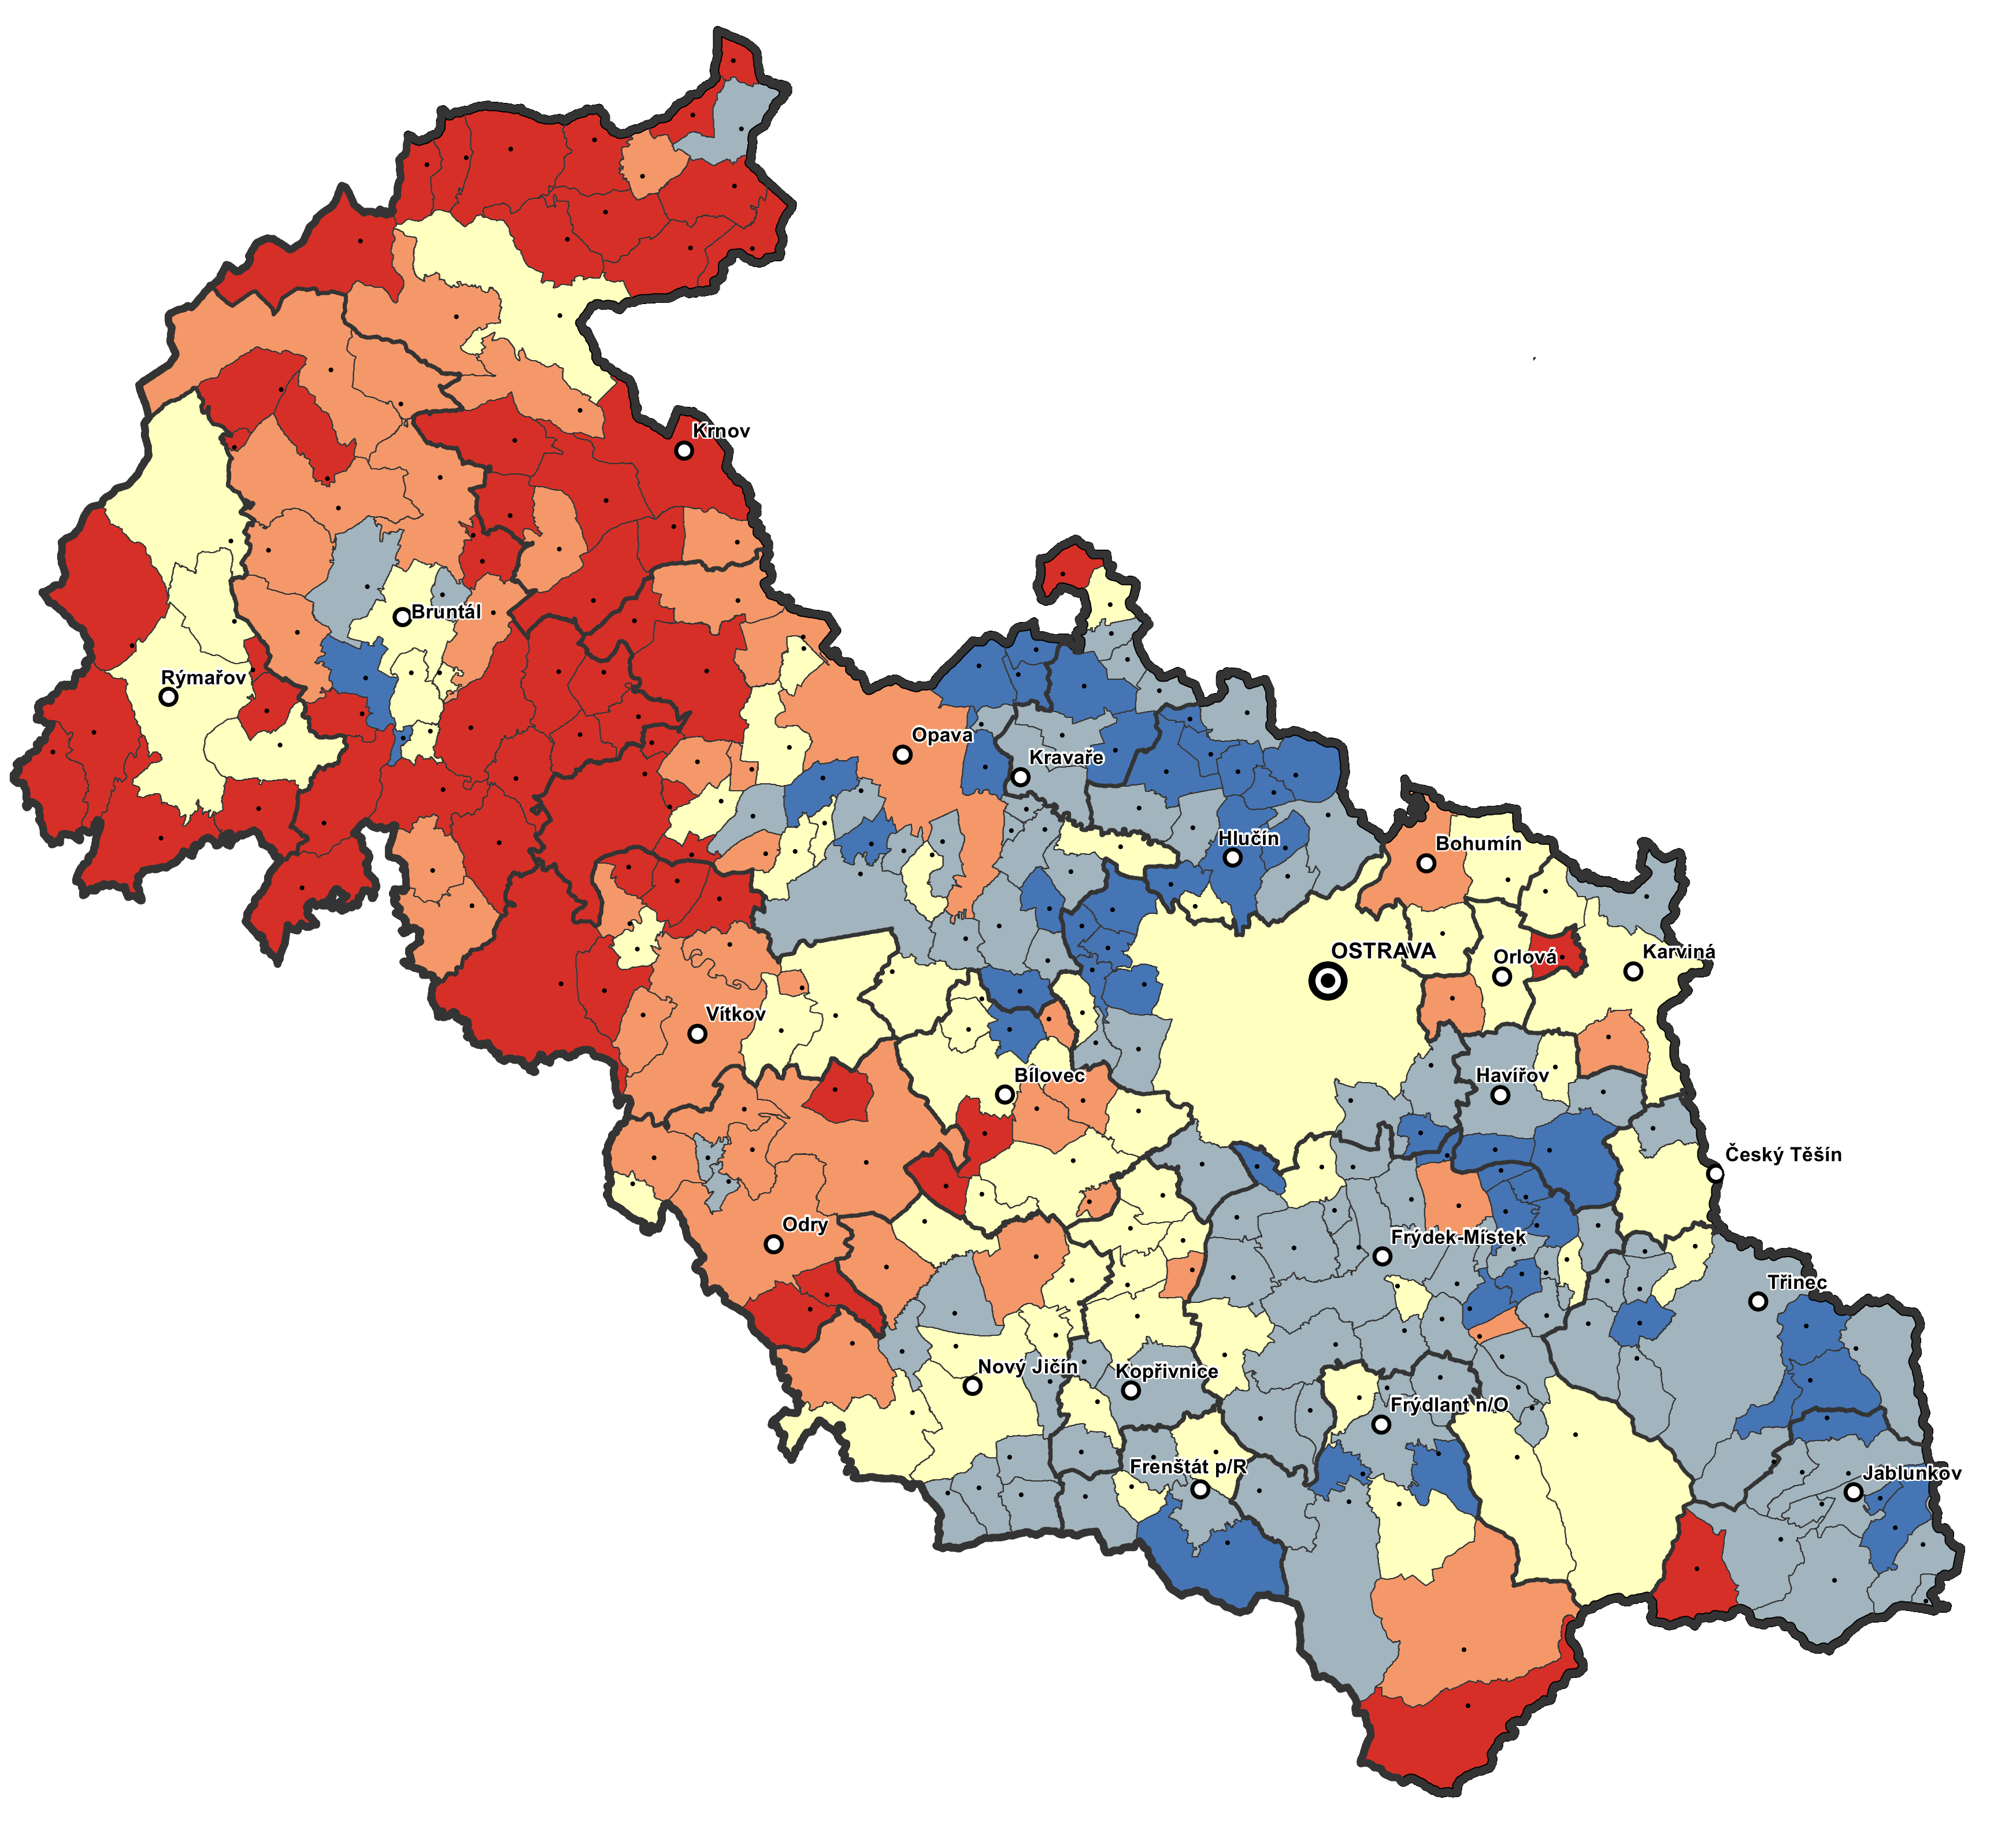 Krnov
Bruntál
Rýmařov
Opava
Kravaře
Hlučín
Bohumín
OSTRAVA
Orlová
Karviná
Vítkov
Bílovec
Havířov
Český Těšín
Odry
Frýdek-Místek
Třinec
Nový Jičín
Kopřivnice
Frýdlant n/O
Frenštát p/R
Jablunkov